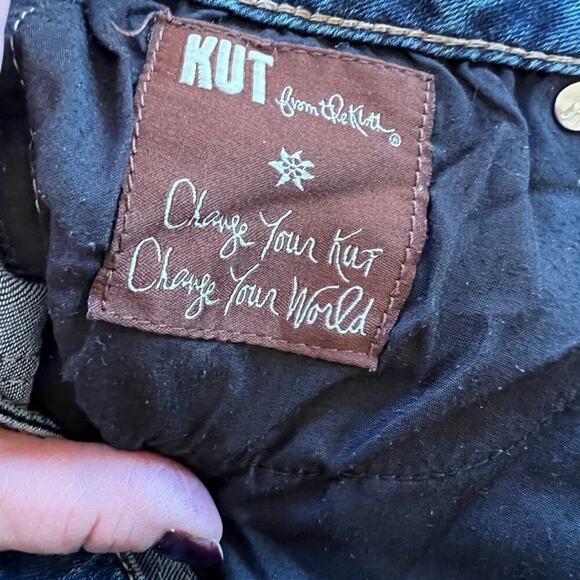 KUT from the Kloth®
Change Your Kut
Change Your World